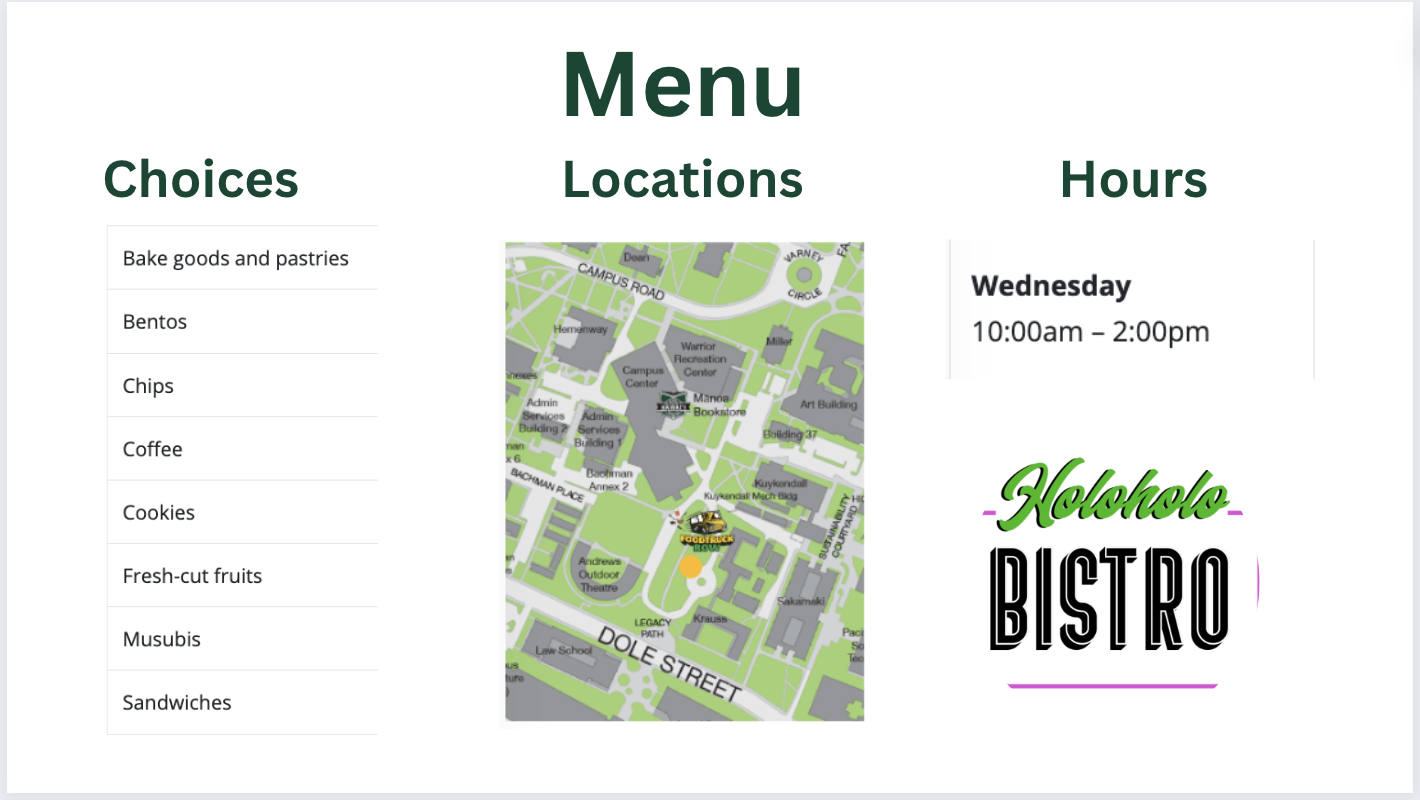 Menu
Choices
Locations
Hours
Bake goods and pastries
Bentos
Chips
Coffee
Cookies
Fresh-cut fruits
Musubis
Sandwiches
Dean
CAMPUS ROAD
VARNEY
CIRCLE
Hemenway
Warrior
Recreation
Center
Miller
Campus
Center
Manoa
Bookstore
Art Building
Admin
Services
Building 2
Admin
Services
Building 1
Building 37
Bachman
Annex 2
BACHMAN PLACE
Kuykendall
Kuykendall Mech Bldg
SUSTAINABILITY
COURTYARD
FOODTRUCK
ROW
Andrews
Outdoor
Theatre
Sakamaki
LEGACY
PATH
Krauss
Law School
DOLE STREET
Wednesday
10:00am – 2:00pm
Holoholo
BISTRO